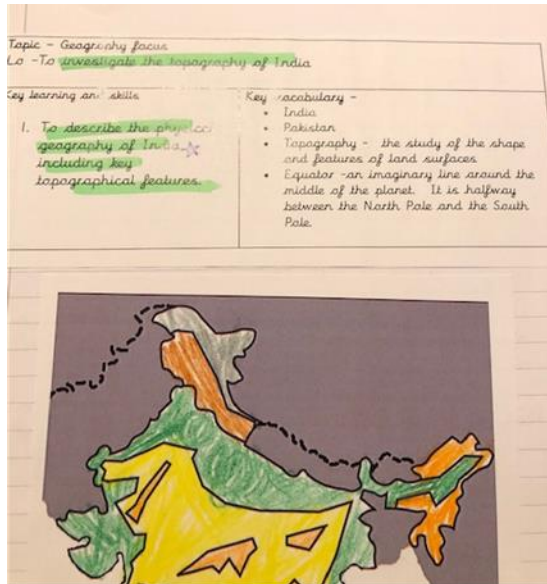 Topic - Geography focus
Lo -To investigate the topography of India
Key learning and skills
1. To describe the physical
geography of India,
including key
topographical features.
Key vocabulary -
• India
• Pakistan
• Topography - the study of the shape
and features of land surfaces
• Equator -an imaginary line around the
middle of the planet. It is halfway
between the North Pole and the South
Pole.